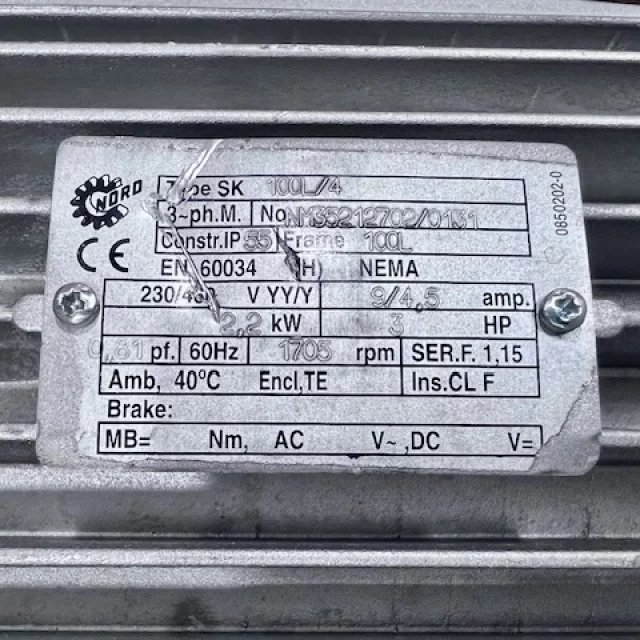 NORD
Type SK 100L/4
3~ph.M. No NM35212702/0131
Constr.IP 55 Frame 100L
CE EN 60034 (H) NEMA
230/460 V YY/Y 9/4,5 amp.
2,2 kW 3 HP
0,81 pf. 60Hz 1705 rpm SER.F. 1,15
Amb, 40°C Encl,TE Ins.CL F
Brake:
MB= Nm, AC V~ ,DC V=
0850202-0